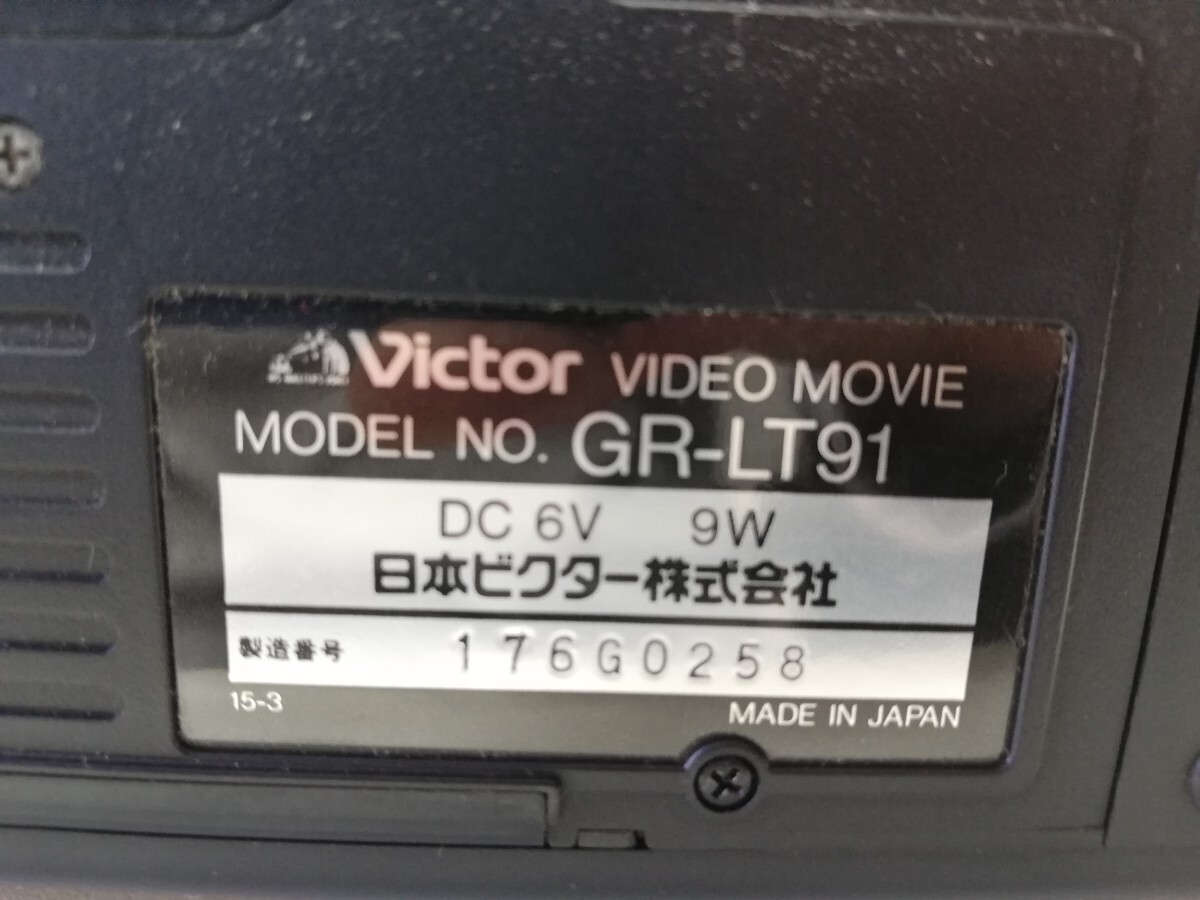 Victor VIDEO MOVIE
MODEL NO. GR-LT91
DC 6V 9W
日本ビクター株式会社
製造番号 176G0258
15-3
MADE IN JAPAN